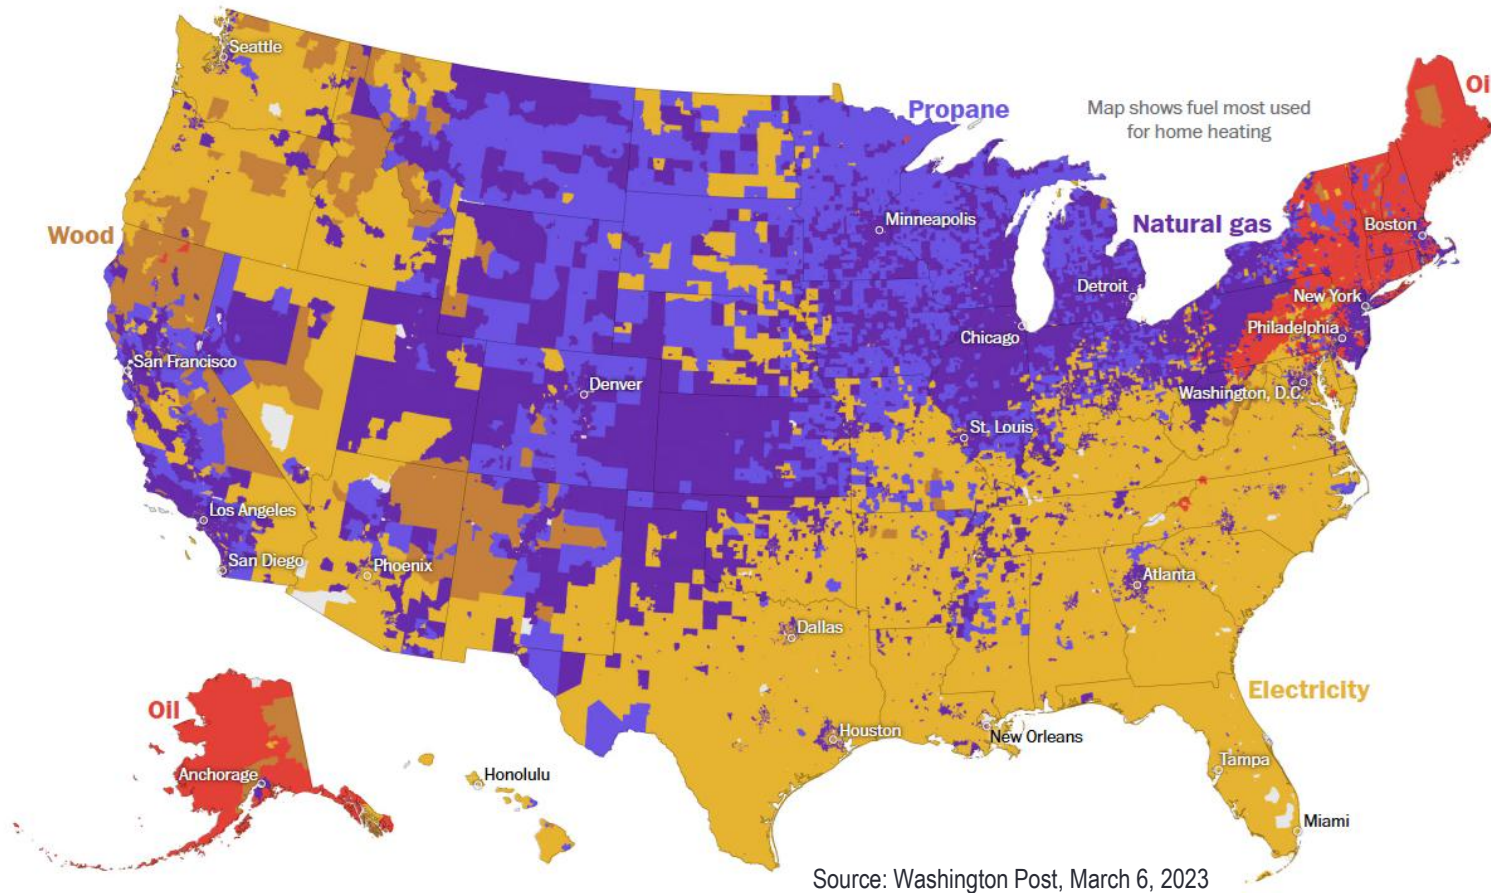 Seattle
Propane
Map shows fuel most used
for home heating
Oi
Minneapolis
Natural gas
Boston
Wood
Detroit
New York
Chicago
Philadelphia
San Francisco
Denver
Washington, D.C.
St. Louis
Los Angeles
San Diego
Phoenix
Atlanta
Dallas
Electricity
Oil
Houston
New Orleans
Anchorage
Honolulu
Tampa
Miami
Source: Washington Post, March 6, 2023